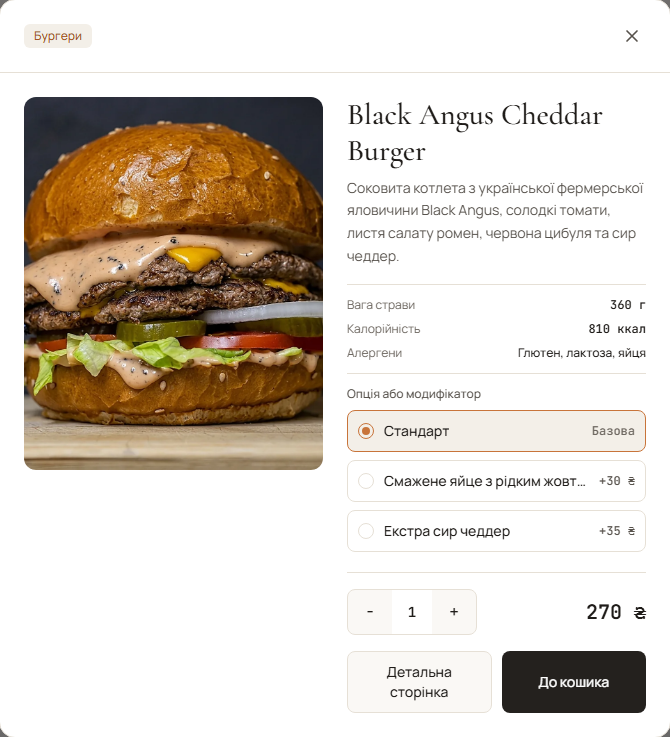 Бургери
Black Angus Cheddar
Burger
Соковита котлета з української фермерської
яловичини Black Angus, солодкі томати,
листя салату ромен, червона цибуля та сир
чеддер.
Вага страви 360 г
Калорійність 810 ккал
Алергени Глютен, лактоза, яйця
Опція або модифікатор
Стандарт Базова
Смажене яйце з рідким жовт… +30 ₴
Екстра сир чеддер +35 ₴
- 1 + 270 ₴
Детальна
сторінка
До кошика